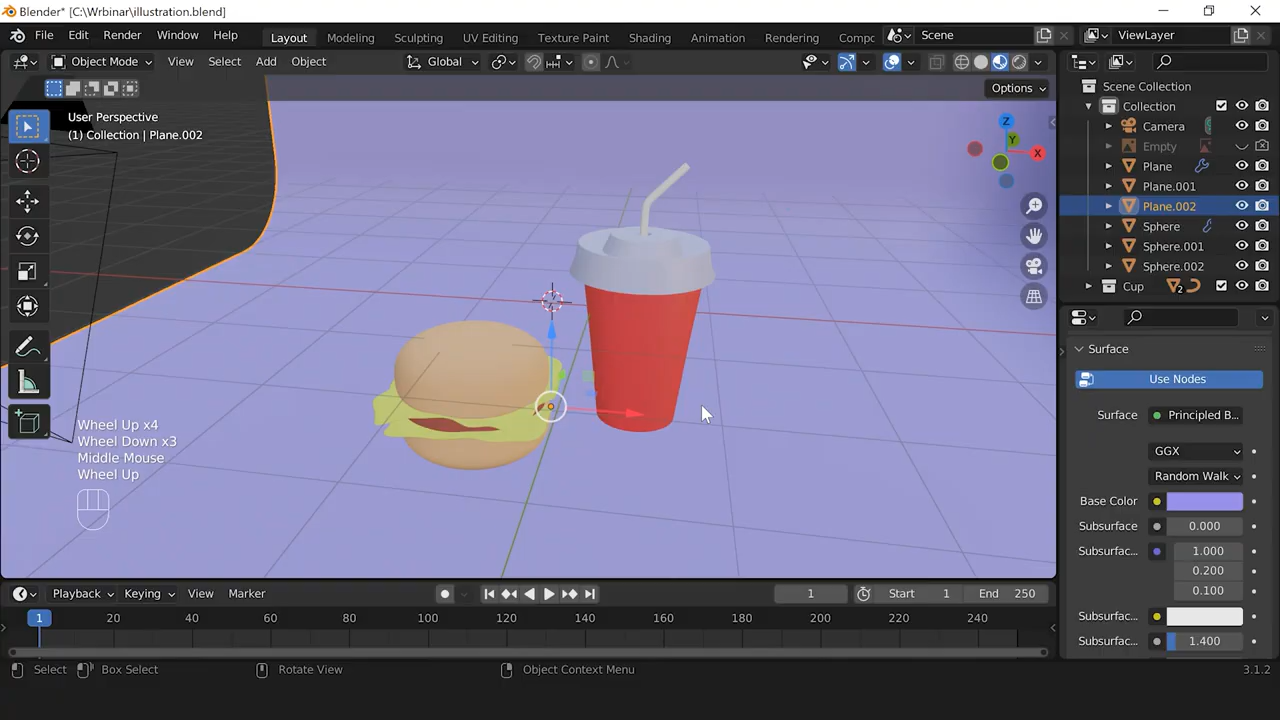 Blender* [C:\Wrbinar\illustration.blend]
File Edit Render Window Help Layout Modeling Sculpting UV Editing Texture Paint Shading Animation Rendering Compc Scene ViewLayer
Object Mode View Select Add Object Global
Options
User Perspective
(1) Collection | Plane.002
Z
Y
X
Wheel Up x4
Wheel Down x3
Middle Mouse
Wheel Up
Scene Collection
Collection
Camera
Empty
Plane
Plane.001
Plane.002
Sphere
Sphere.001
Sphere.002
Cup 2
Surface
Use Nodes
Surface Principled B...
GGX
Random Walk
Base Color
Subsurface 0.000
Subsurfac... 1.000
0.200
0.100
Subsurfac...
Subsurfac... 1.400
Playback Keying View Marker 1 Start 1 End 250
1 20 40 60 80 100 120 140 160 180 200 220 240
Select Box Select Rotate View Object Context Menu 3.1.2